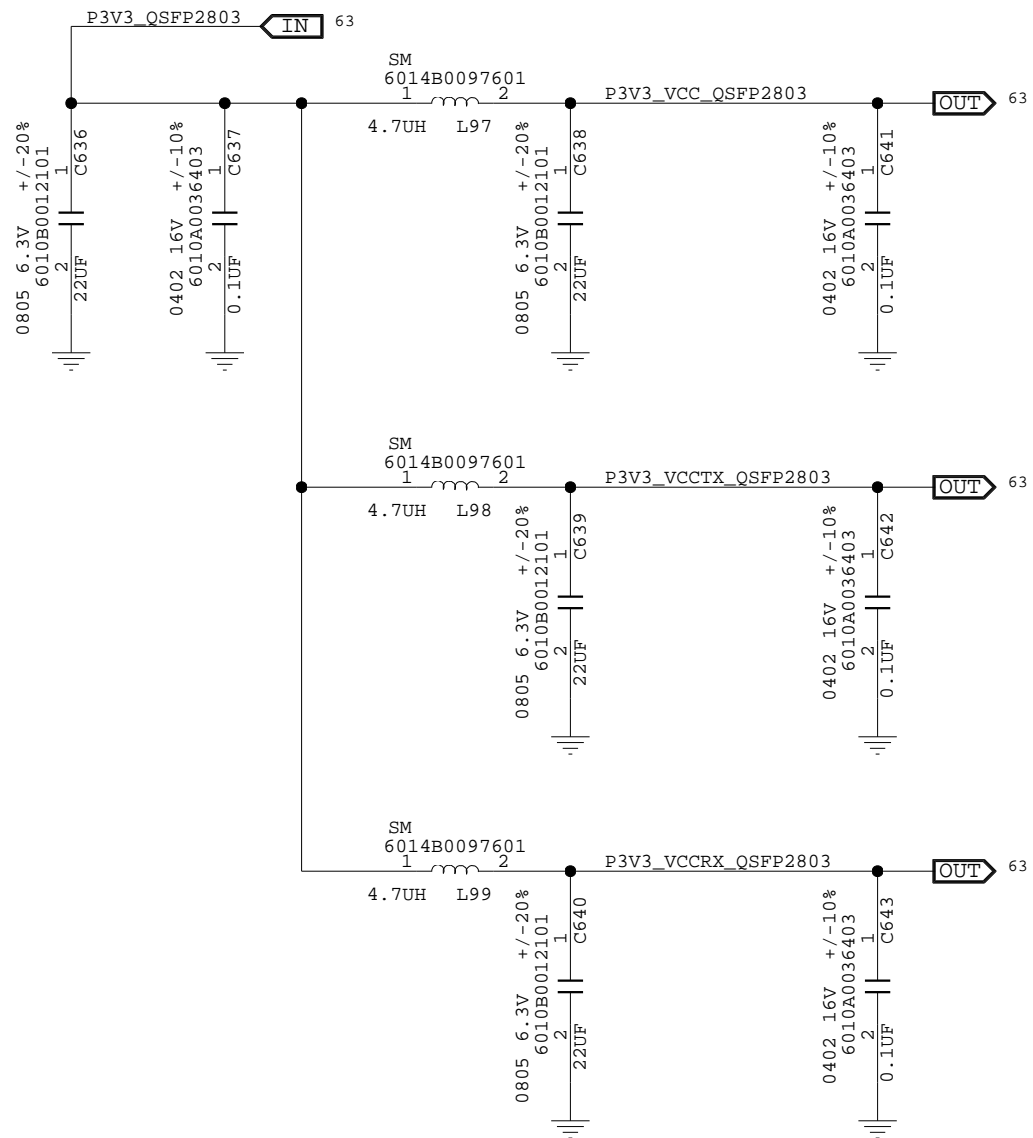 P3V3_QSFP2803
IN
63
SM
6014B0097601
1
2
4.7UH
L97
P3V3_VCC_QSFP2803
OUT
63
0805 6.3V +/-20%
6010B0012101
1
C636
2
22UF
0402 16V +/-10%
6010A0036403
1
C637
2
0.1UF
0805 6.3V +/-20%
6010B0012101
1
C638
2
22UF
0402 16V +/-10%
6010A0036403
1
C641
2
0.1UF
SM
6014B0097601
1
2
4.7UH
L98
P3V3_VCCTX_QSFP2803
OUT
63
0805 6.3V +/-20%
6010B0012101
1
C639
2
22UF
0402 16V +/-10%
6010A0036403
1
C642
2
0.1UF
SM
6014B0097601
1
2
4.7UH
L99
P3V3_VCCRX_QSFP2803
OUT
63
0805 6.3V +/-20%
6010B0012101
1
C640
2
22UF
0402 16V +/-10%
6010A0036403
1
C643
2
0.1UF